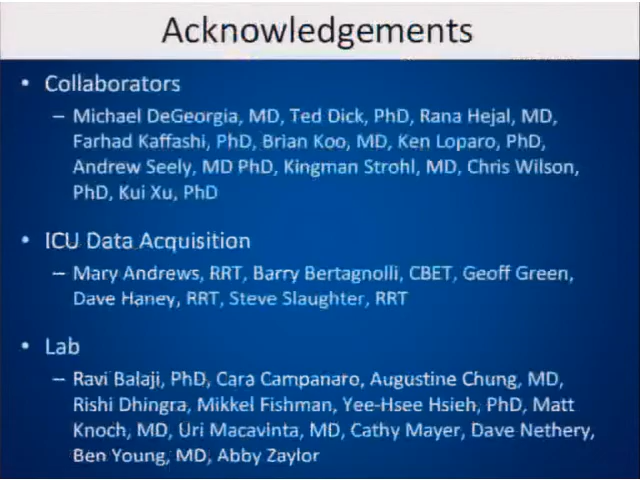 Acknowledgements
• Collaborators
– Michael DeGeorgia, MD, Ted Dick, PhD, Rana Hejal, MD,
Farhad Kaffashi, PhD, Brian Koo, MD, Ken Loparo, PhD,
Andrew Seely, MD PhD, Kingman Strohl, MD, Chris Wilson,
PhD, Kui Xu, PhD
• ICU Data Acquisition
– Mary Andrews, RRT, Barry Bertagnolli, CBET, Geoff Green,
Dave Haney, RRT, Steve Slaughter, RRT
• Lab
– Ravi Balaji, PhD, Cara Campanaro, Augustine Chung, MD,
Rishi Dhingra, Mikkel Fishman, Yee-Hsee Hsieh, PhD, Matt
Knoch, MD, Uri Macavinta, MD, Cathy Mayer, Dave Nethery,
Ben Young, MD, Abby Zaylor